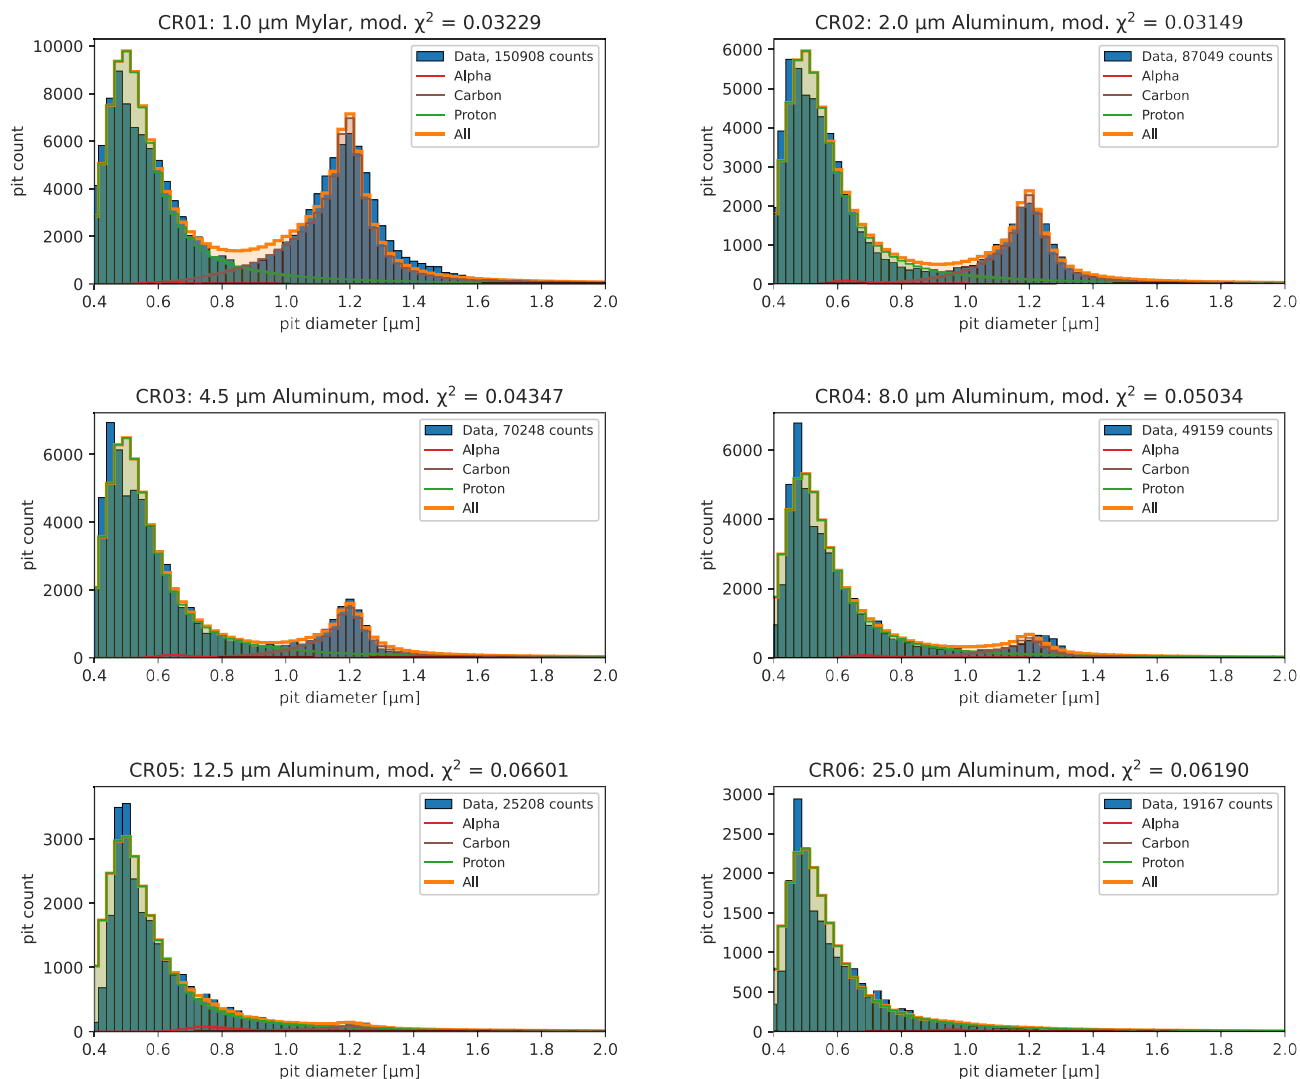 CR01: 1.0 μm Mylar, mod. χ² = 0.03229
10000
8000
6000
4000
2000
0
pit count
Data, 150908 counts
Alpha
Carbon
Proton
All
0.4 0.6 0.8 1.0 1.2 1.4 1.6 1.8 2.0
pit diameter [μm]
CR02: 2.0 μm Aluminum, mod. χ² = 0.03149
6000
5000
4000
3000
2000
1000
0
pit count
Data, 87049 counts
Alpha
Carbon
Proton
All
0.4 0.6 0.8 1.0 1.2 1.4 1.6 1.8 2.0
pit diameter [μm]
CR03: 4.5 μm Aluminum, mod. χ² = 0.04347
6000
4000
2000
0
pit count
Data, 70248 counts
Alpha
Carbon
Proton
All
0.4 0.6 0.8 1.0 1.2 1.4 1.6 1.8 2.0
pit diameter [μm]
CR04: 8.0 μm Aluminum, mod. χ² = 0.05034
6000
4000
2000
0
pit count
Data, 49159 counts
Alpha
Carbon
Proton
All
0.4 0.6 0.8 1.0 1.2 1.4 1.6 1.8 2.0
pit diameter [μm]
CR05: 12.5 μm Aluminum, mod. χ² = 0.06601
3000
2000
1000
0
pit count
Data, 25208 counts
Alpha
Carbon
Proton
All
0.4 0.6 0.8 1.0 1.2 1.4 1.6 1.8 2.0
pit diameter [μm]
CR06: 25.0 μm Aluminum, mod. χ² = 0.06190
3000
2500
2000
1500
1000
500
0
pit count
Data, 19167 counts
Alpha
Carbon
Proton
All
0.4 0.6 0.8 1.0 1.2 1.4 1.6 1.8 2.0
pit diameter [μm]